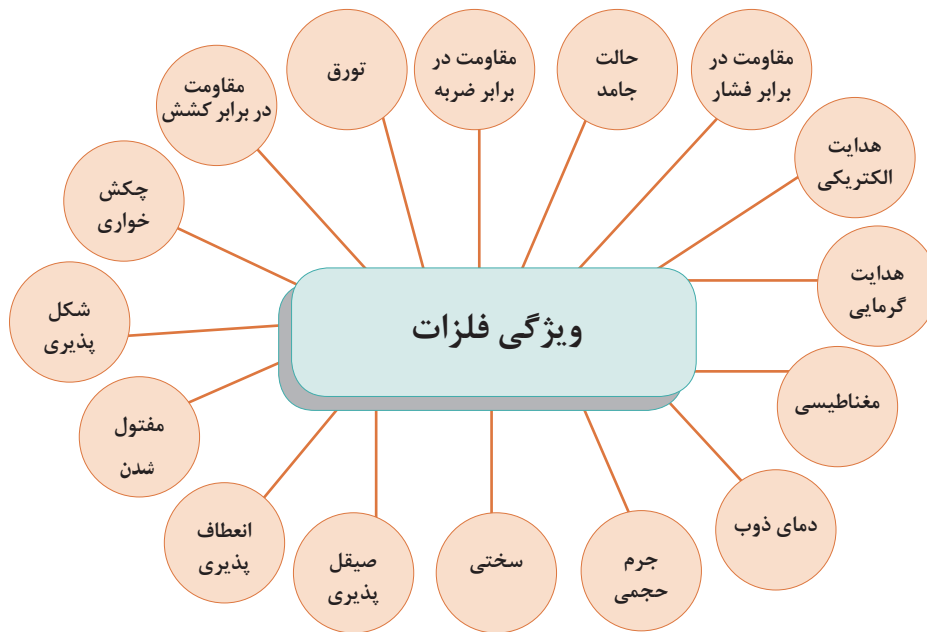 ویژگی فلزات
مقاومت در
برابر فشار
حالت
جامد
مقاومت در
برابر ضربه
تورق
مقاومت
در برابر کشش
چکش
خواری
شکل
پذیری
مفتول
شدن
انعطاف
پذیری
صیقل
پذیری
سختی
جرم
حجمی
دمای ذوب
مغناطیسی
هدایت
گرمایی
هدایت
الکتریکی